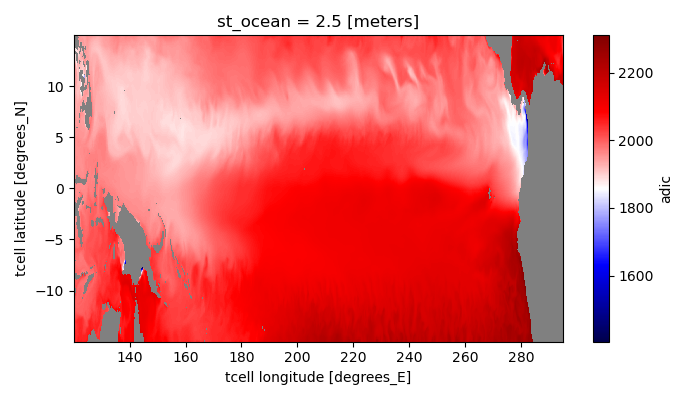 st_ocean = 2.5 [meters]
tcell latitude [degrees_N]
10
5
0
−5
−10
140 160 180 200 220 240 260 280
tcell longitude [degrees_E]
2200
2000
1800
1600
adic